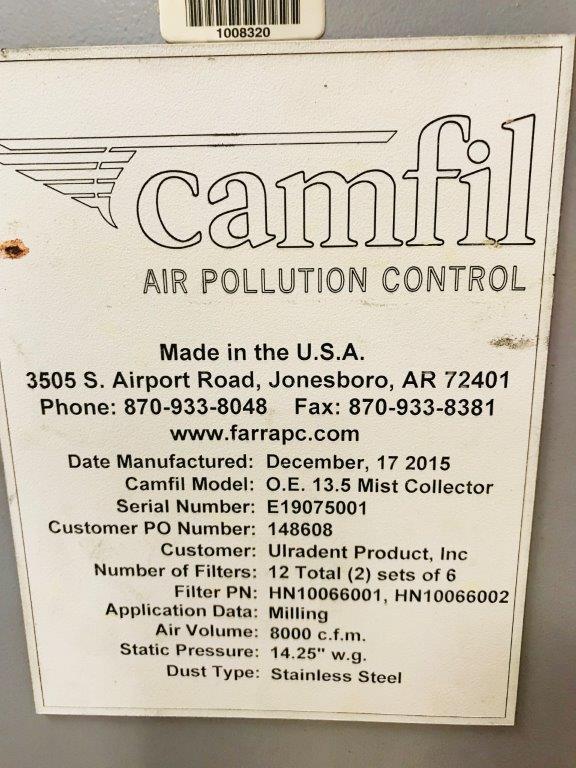 1008320
camfil
AIR POLLUTION CONTROL
Made in the U.S.A.
3505 S. Airport Road, Jonesboro, AR 72401
Phone: 870-933-8048 Fax: 870-933-8381
www.farrapc.com
Date Manufactured: December, 17 2015
Camfil Model: O.E. 13.5 Mist Collector
Serial Number: E19075001
Customer PO Number: 148608
Customer: Ulradent Product, Inc
Number of Filters: 12 Total (2) sets of 6
Filter PN: HN10066001, HN10066002
Application Data: Milling
Air Volume: 8000 c.f.m.
Static Pressure: 14.25" w.g.
Dust Type: Stainless Steel